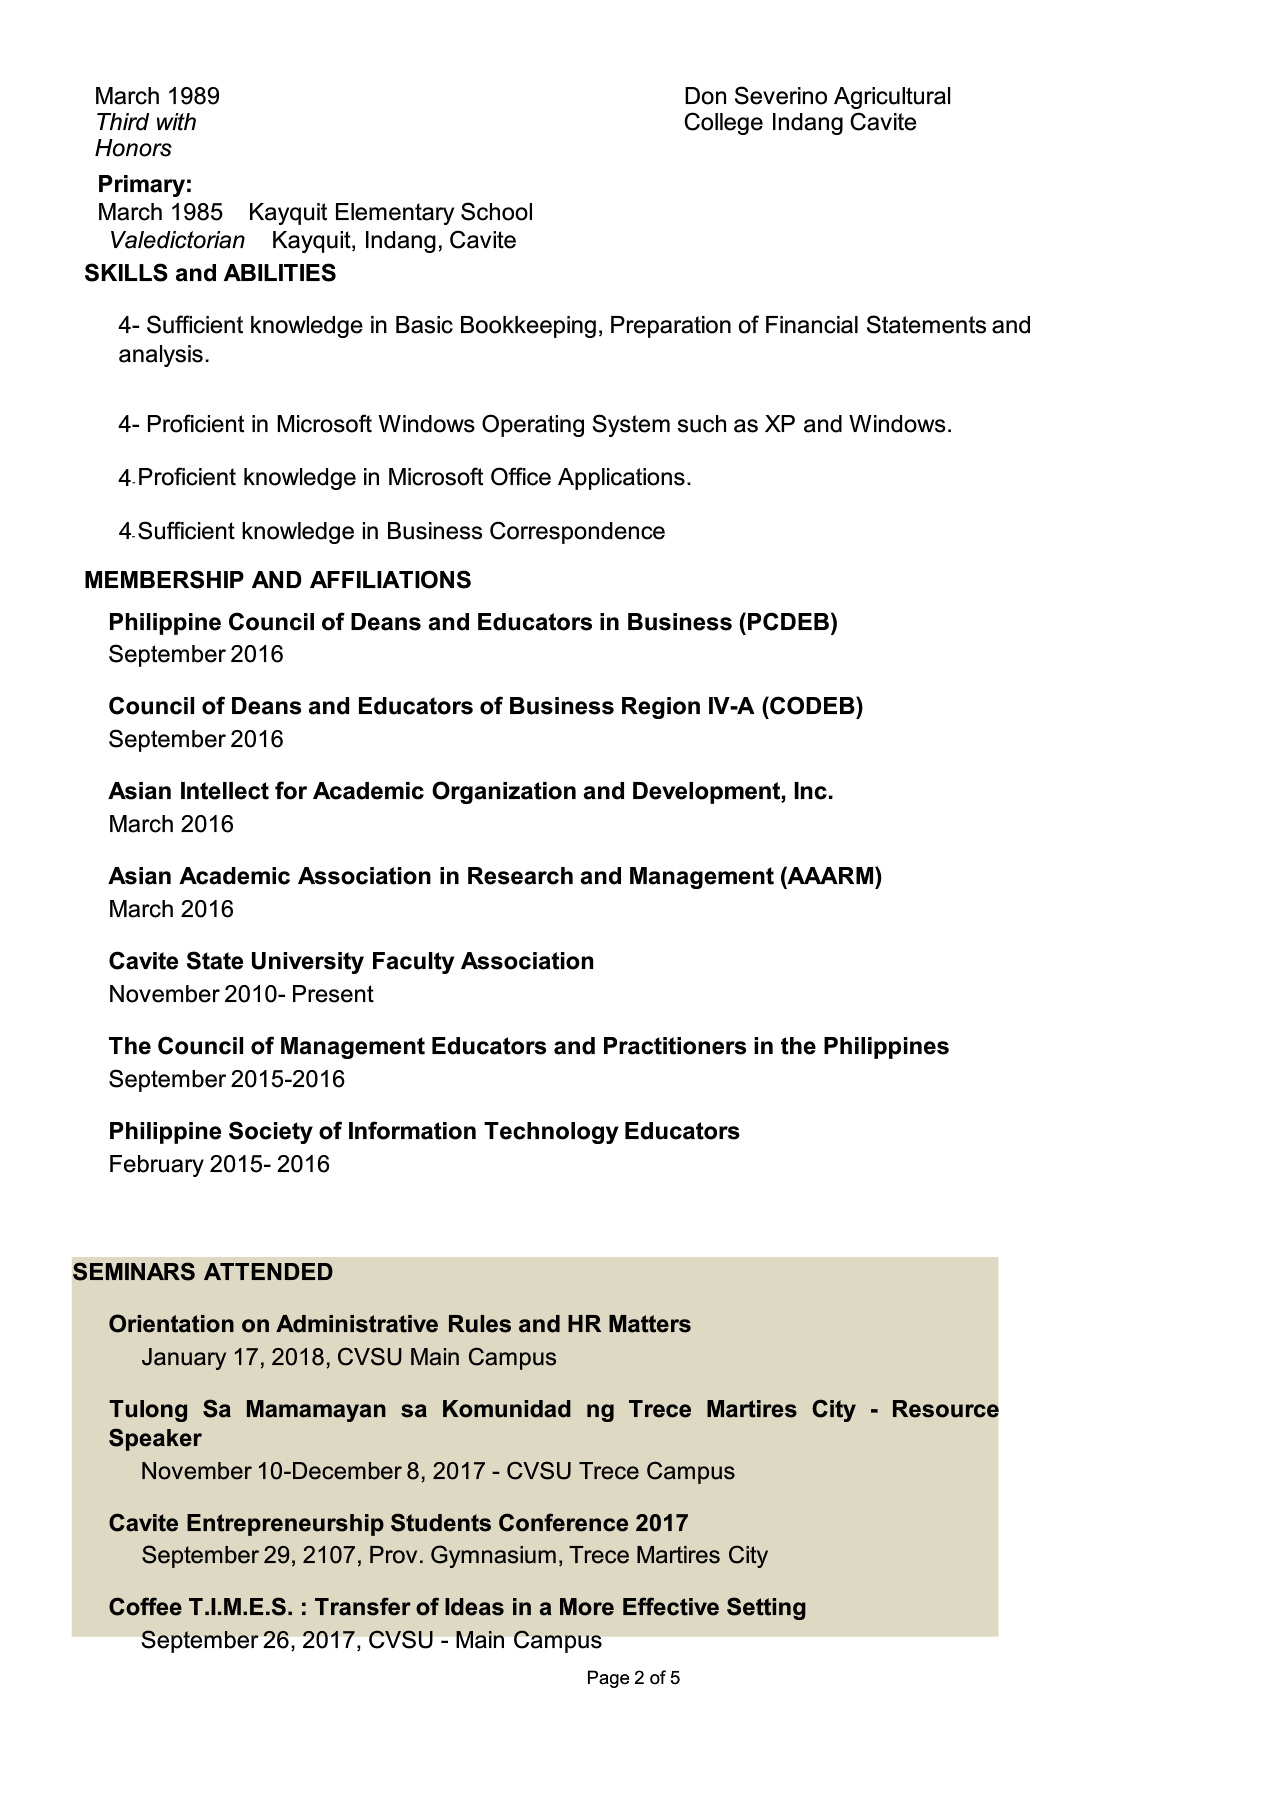 March 1989 Don Severino Agricultural
Third with College Indang Cavite
Honors
Primary:
March 1985 Kayquit Elementary School
Valedictorian Kayquit, Indang, Cavite
SKILLS and ABILITIES
4- Sufficient knowledge in Basic Bookkeeping, Preparation of Financial Statements and
analysis.
4- Proficient in Microsoft Windows Operating System such as XP and Windows.
4-Proficient knowledge in Microsoft Office Applications.
4-Sufficient knowledge in Business Correspondence
MEMBERSHIP AND AFFILIATIONS
Philippine Council of Deans and Educators in Business (PCDEB)
September 2016
Council of Deans and Educators of Business Region IV-A (CODEB)
September 2016
Asian Intellect for Academic Organization and Development, Inc.
March 2016
Asian Academic Association in Research and Management (AAARM)
March 2016
Cavite State University Faculty Association
November 2010- Present
The Council of Management Educators and Practitioners in the Philippines
September 2015-2016
Philippine Society of Information Technology Educators
February 2015- 2016
SEMINARS ATTENDED
Orientation on Administrative Rules and HR Matters
January 17, 2018, CVSU Main Campus
Tulong Sa Mamamayan sa Komunidad ng Trece Martires City - Resource
Speaker
November 10-December 8, 2017 - CVSU Trece Campus
Cavite Entrepreneurship Students Conference 2017
September 29, 2107, Prov. Gymnasium, Trece Martires City
Coffee T.I.M.E.S. : Transfer of Ideas in a More Effective Setting
September 26, 2017, CVSU - Main Campus
Page 2 of 5